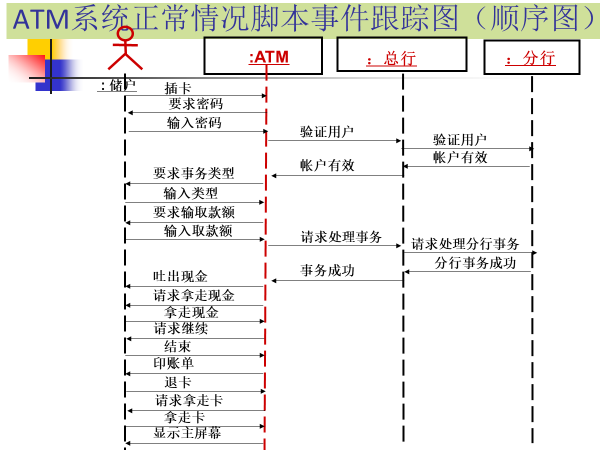 ATM系统正常情况脚本事件跟踪图（顺序图）
:ATM
：总行
：分行
:储户
插卡
要求密码
输入密码
验证用户
验证用户
帐户有效
帐户有效
要求事务类型
输入类型
要求输取款额
输入取款额
请求处理事务
请求处理分行事务
分行事务成功
事务成功
吐出现金
请求拿走现金
拿走现金
请求继续
结束
印账单
退卡
请求拿走卡
拿走卡
显示主屏幕